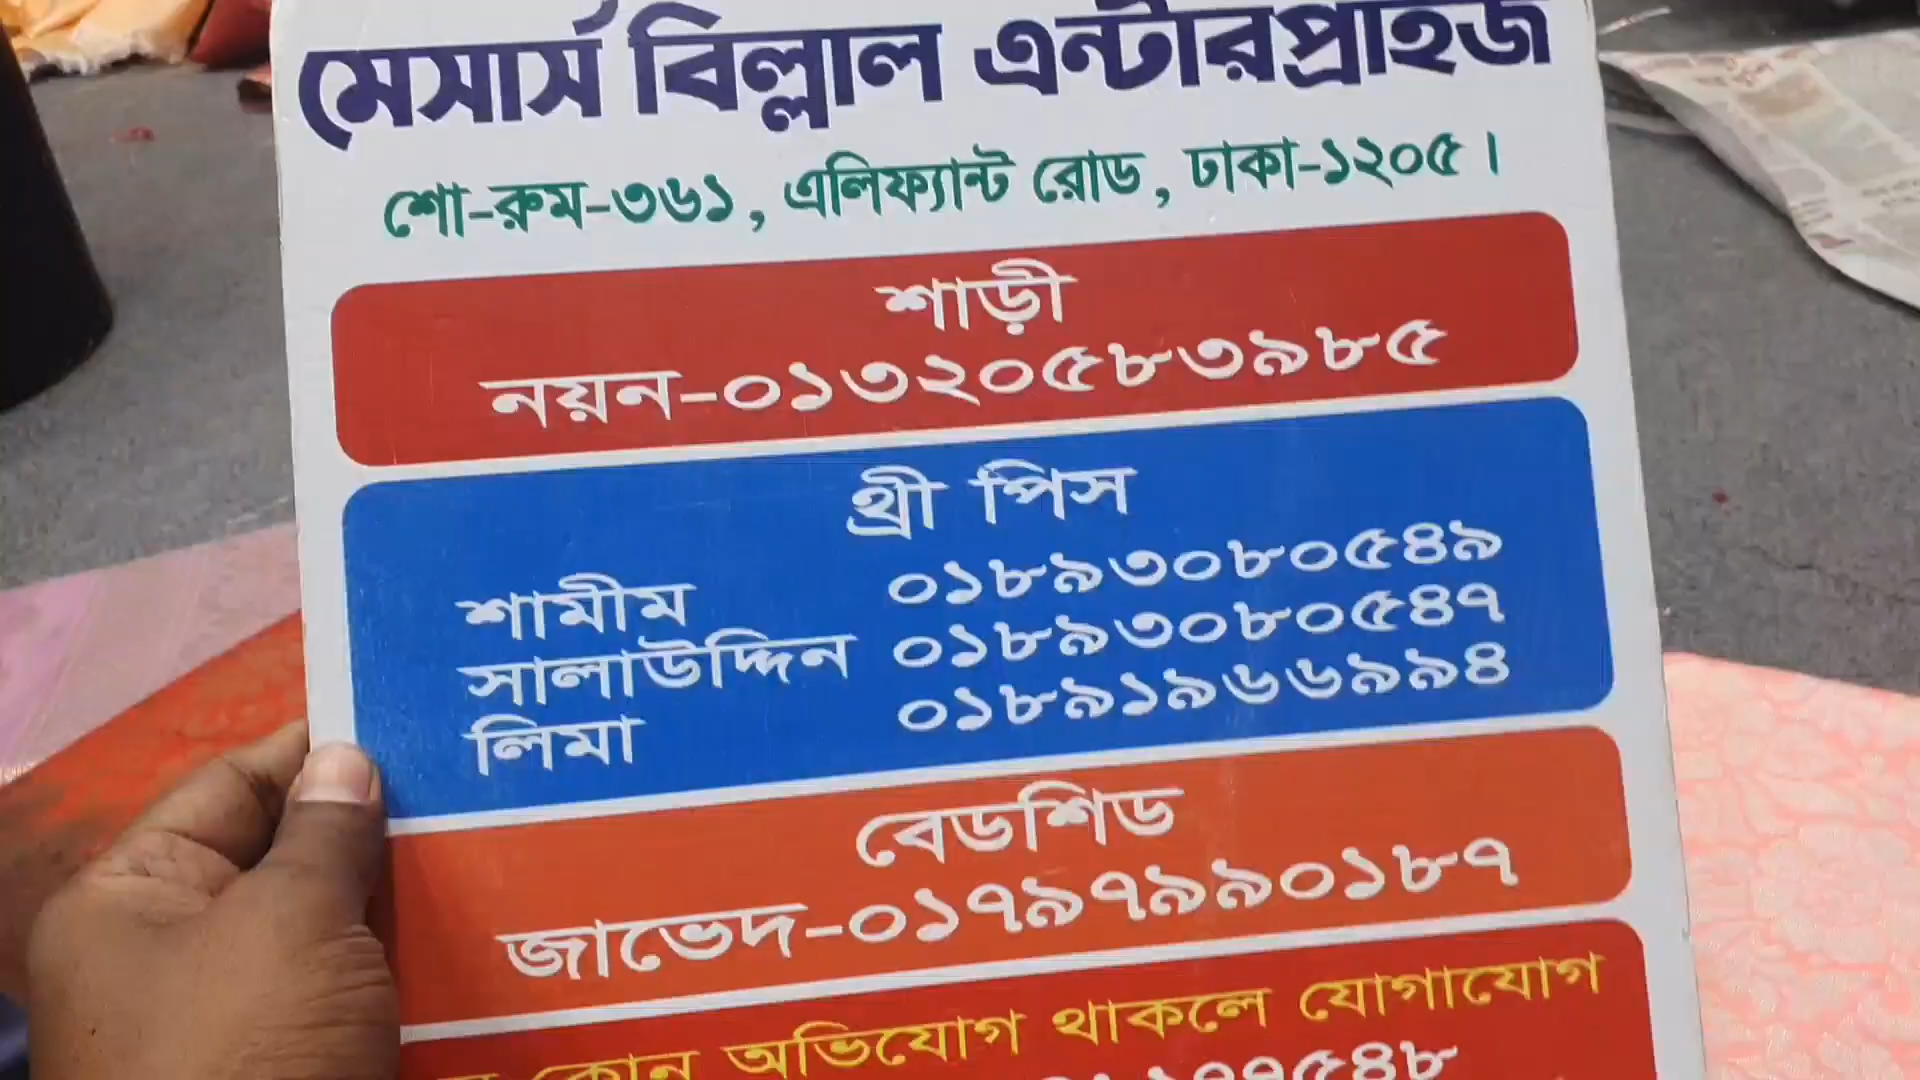 মেসার্স বিল্লাল এন্টারপ্রাইজ
শো-রুম-৩৬১, এলিফ্যান্ট রোড, ঢাকা-১২০৫।
শাড়ী
নয়ন-০১৩২০৫৮৩৯৮৫
থ্রী পিস
শামীম ০১৮৯৩০৮০৫৪৯
সালাউদ্দিন ০১৮৯৩০৮০৫৪৭
লিমা ০১৮৯১৯৬৬৯৯৪
বেডশিড
জাভেদ-০১৭৯৭৯৯০১৮৭
কোন অভিযোগ থাকলে যোগাযোগ